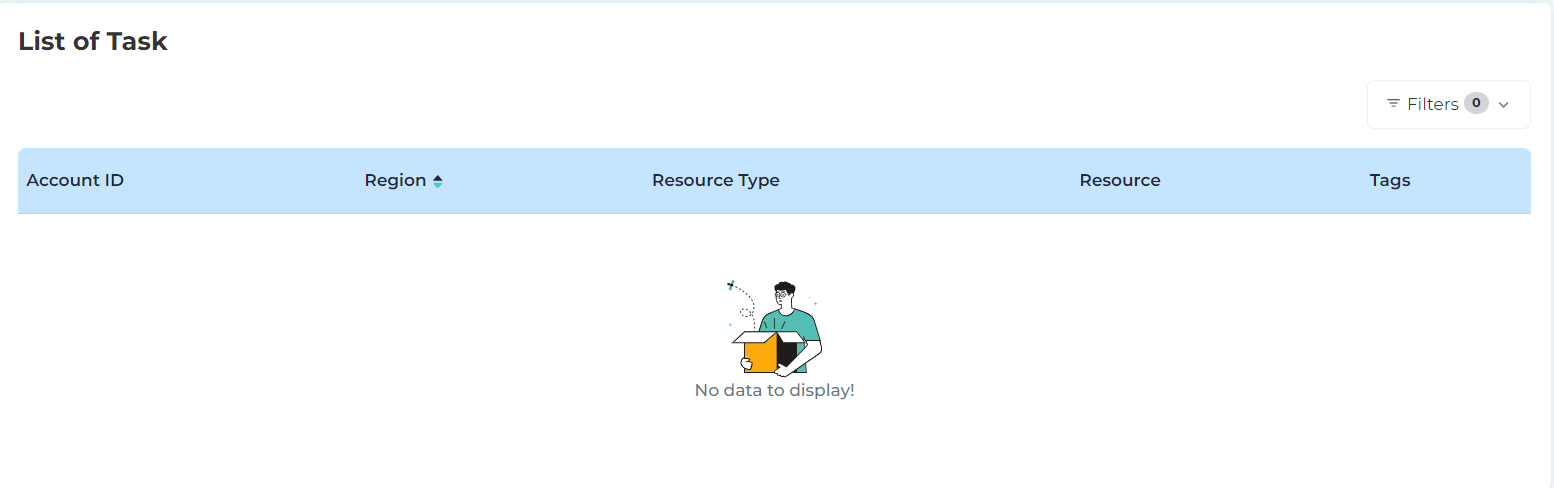 List of Task
Filters 0
Account ID Region Resource Type Resource Tags
No data to display!